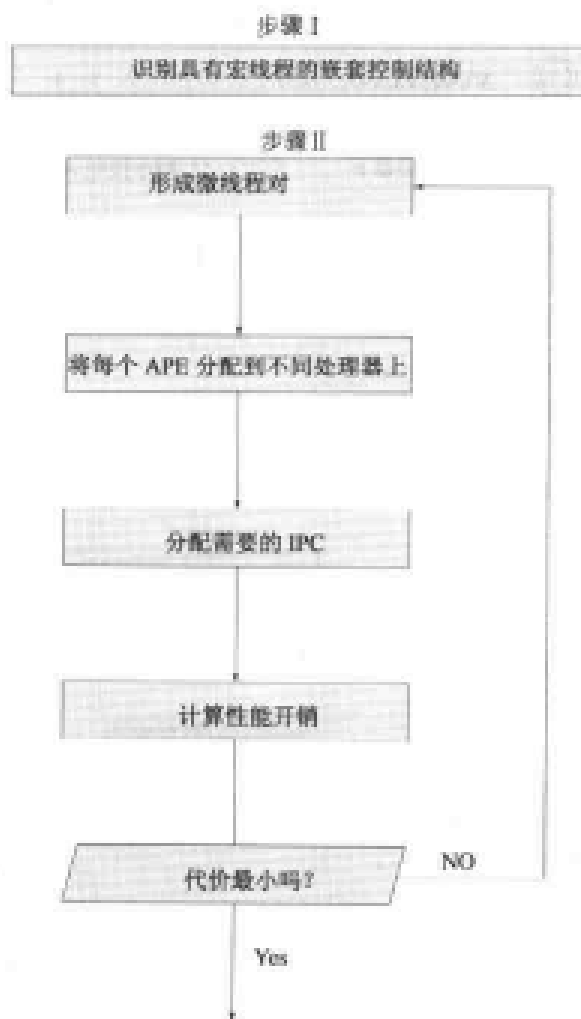 步骤 I
识别具有宏线程的嵌套控制结构
步骤 II
形成微线程对
将每个 APE 分配到不同处理器上
分配需要的 IPC
计算性能开销
代价最小吗?
NO
Yes